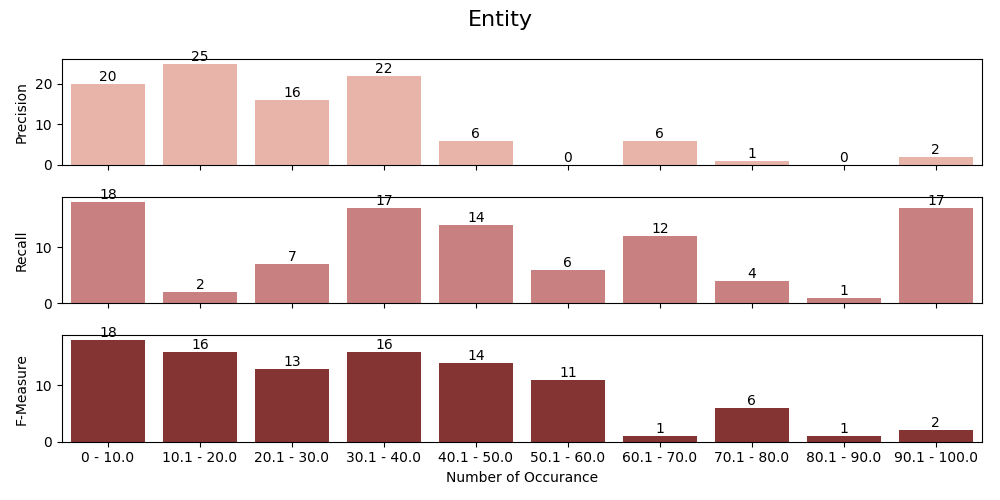 Entity
Precision
20
10
0
20 25 16 22 6 0 6 1 0 2
Recall
10
0
18 2 7 17 14 6 12 4 1 17
F-Measure
10
0
18 16 13 16 14 11 1 6 1 2
0 - 10.0 10.1 - 20.0 20.1 - 30.0 30.1 - 40.0 40.1 - 50.0 50.1 - 60.0 60.1 - 70.0 70.1 - 80.0 80.1 - 90.0 90.1 - 100.0
Number of Occurance